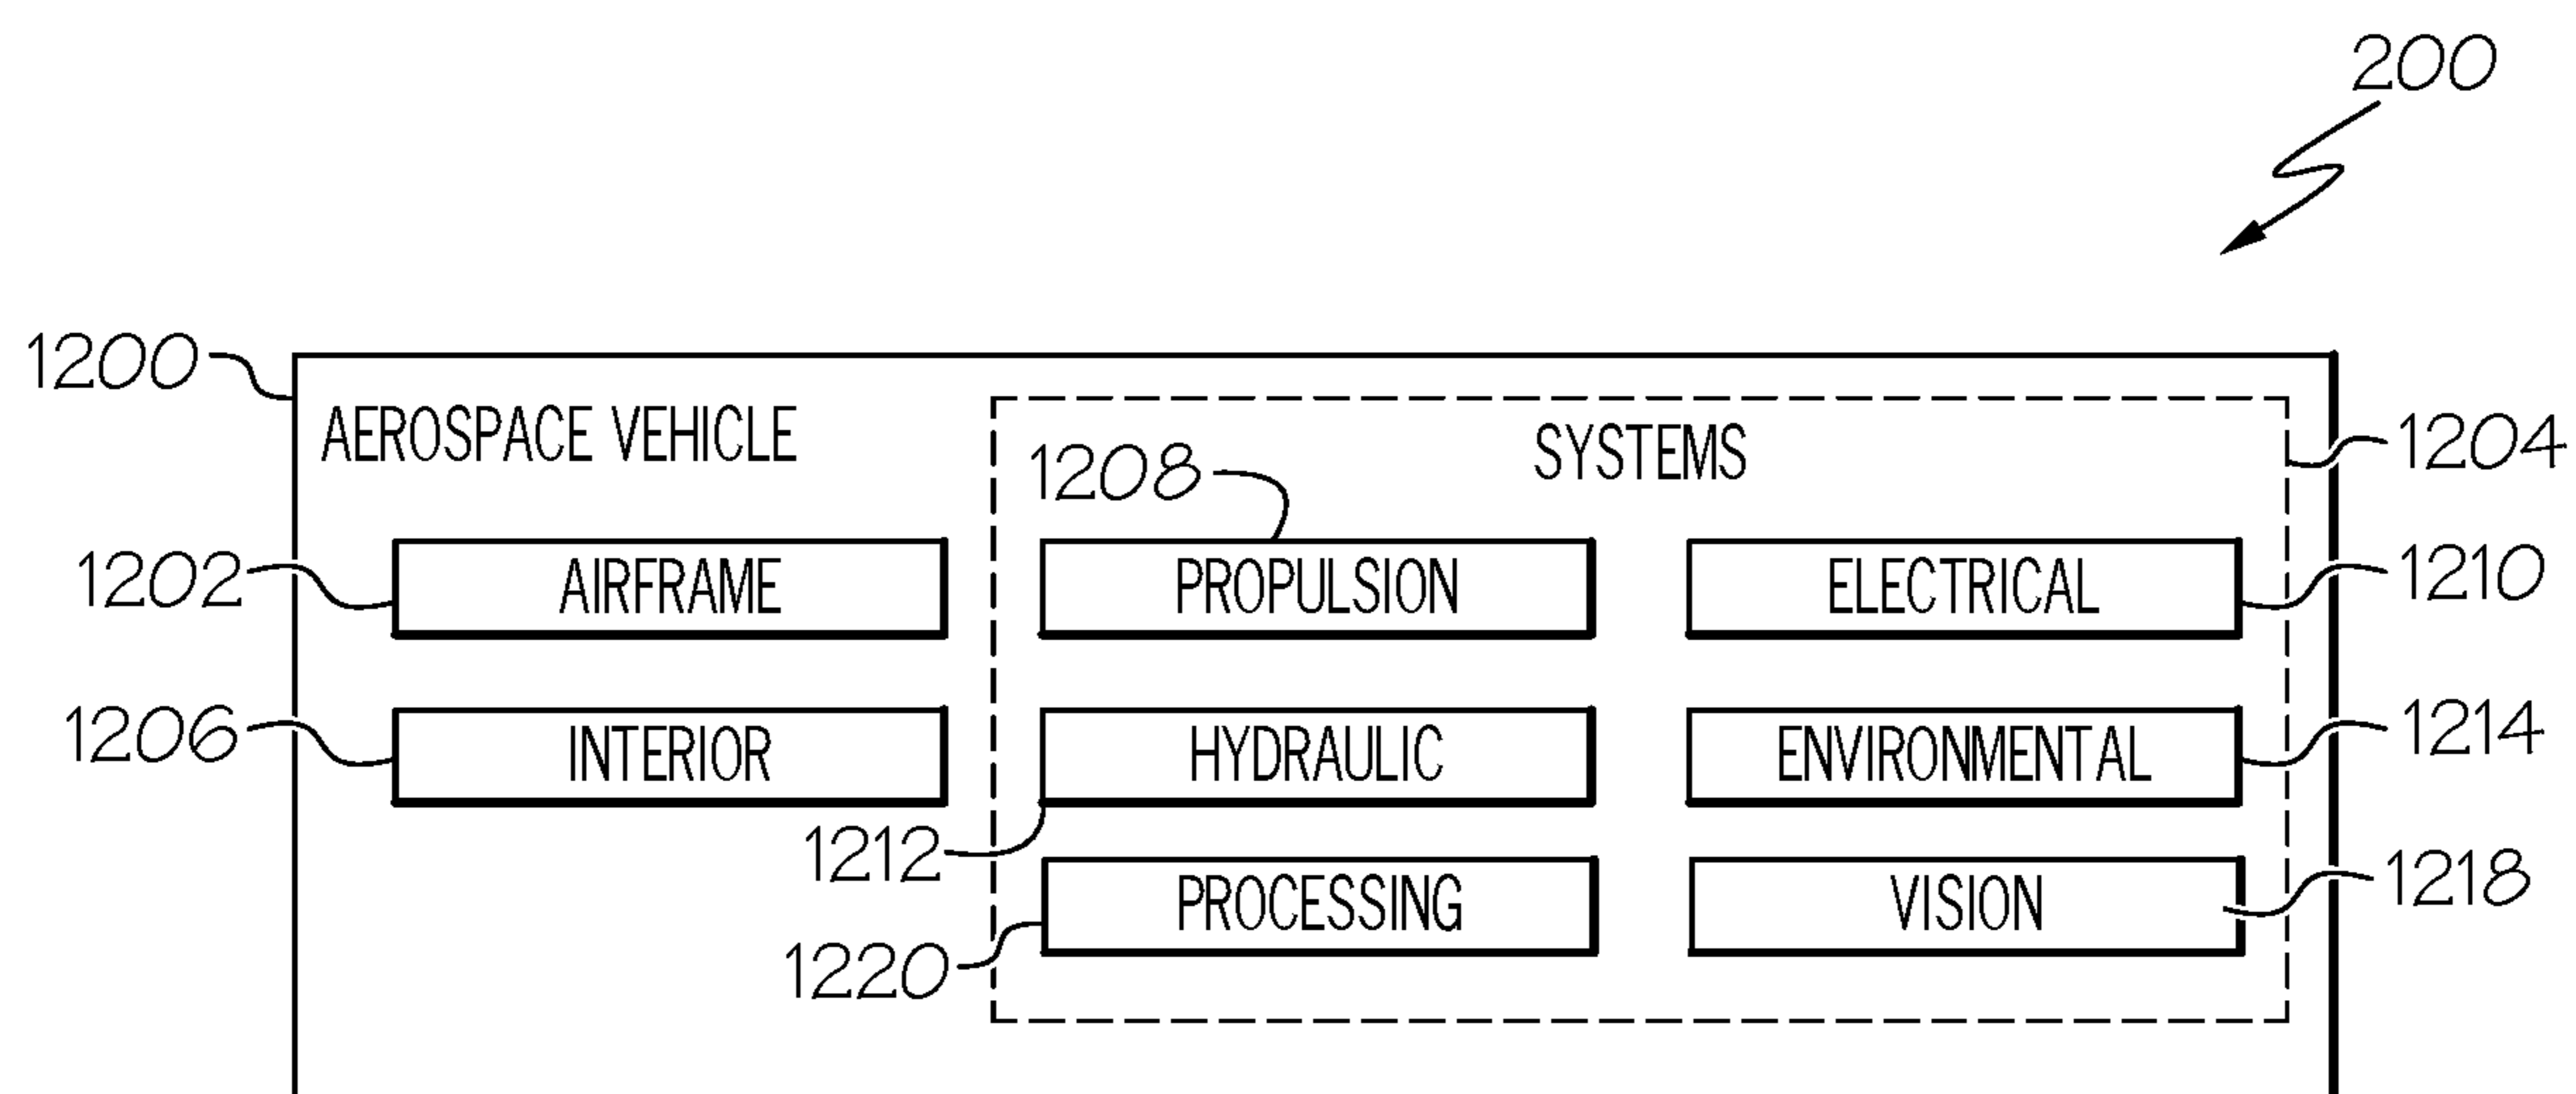 200
1200
AEROSPACE VEHICLE
SYSTEMS
1204
1208
1202
AIRFRAME
PROPULSION
ELECTRICAL
1210
1206
INTERIOR
HYDRAULIC
ENVIRONMENTAL
1214
1212
PROCESSING
VISION
1218
1220